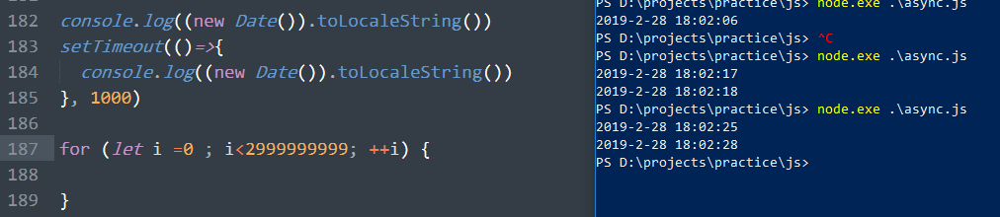 182 console.log((new Date()).toLocaleString())
183 setTimeout(()=>{
184 console.log((new Date()).toLocaleString())
185 }, 1000)
186
187 for (let i =0 ; i<2999999999; ++i) {
188
189 }
PS D:\projects\practice\js> node.exe .\async.js
2019-2-28 18:02:06
PS D:\projects\practice\js> ^C
PS D:\projects\practice\js> node.exe .\async.js
2019-2-28 18:02:17
2019-2-28 18:02:18
PS D:\projects\practice\js> node.exe .\async.js
2019-2-28 18:02:25
2019-2-28 18:02:28
PS D:\projects\practice\js>